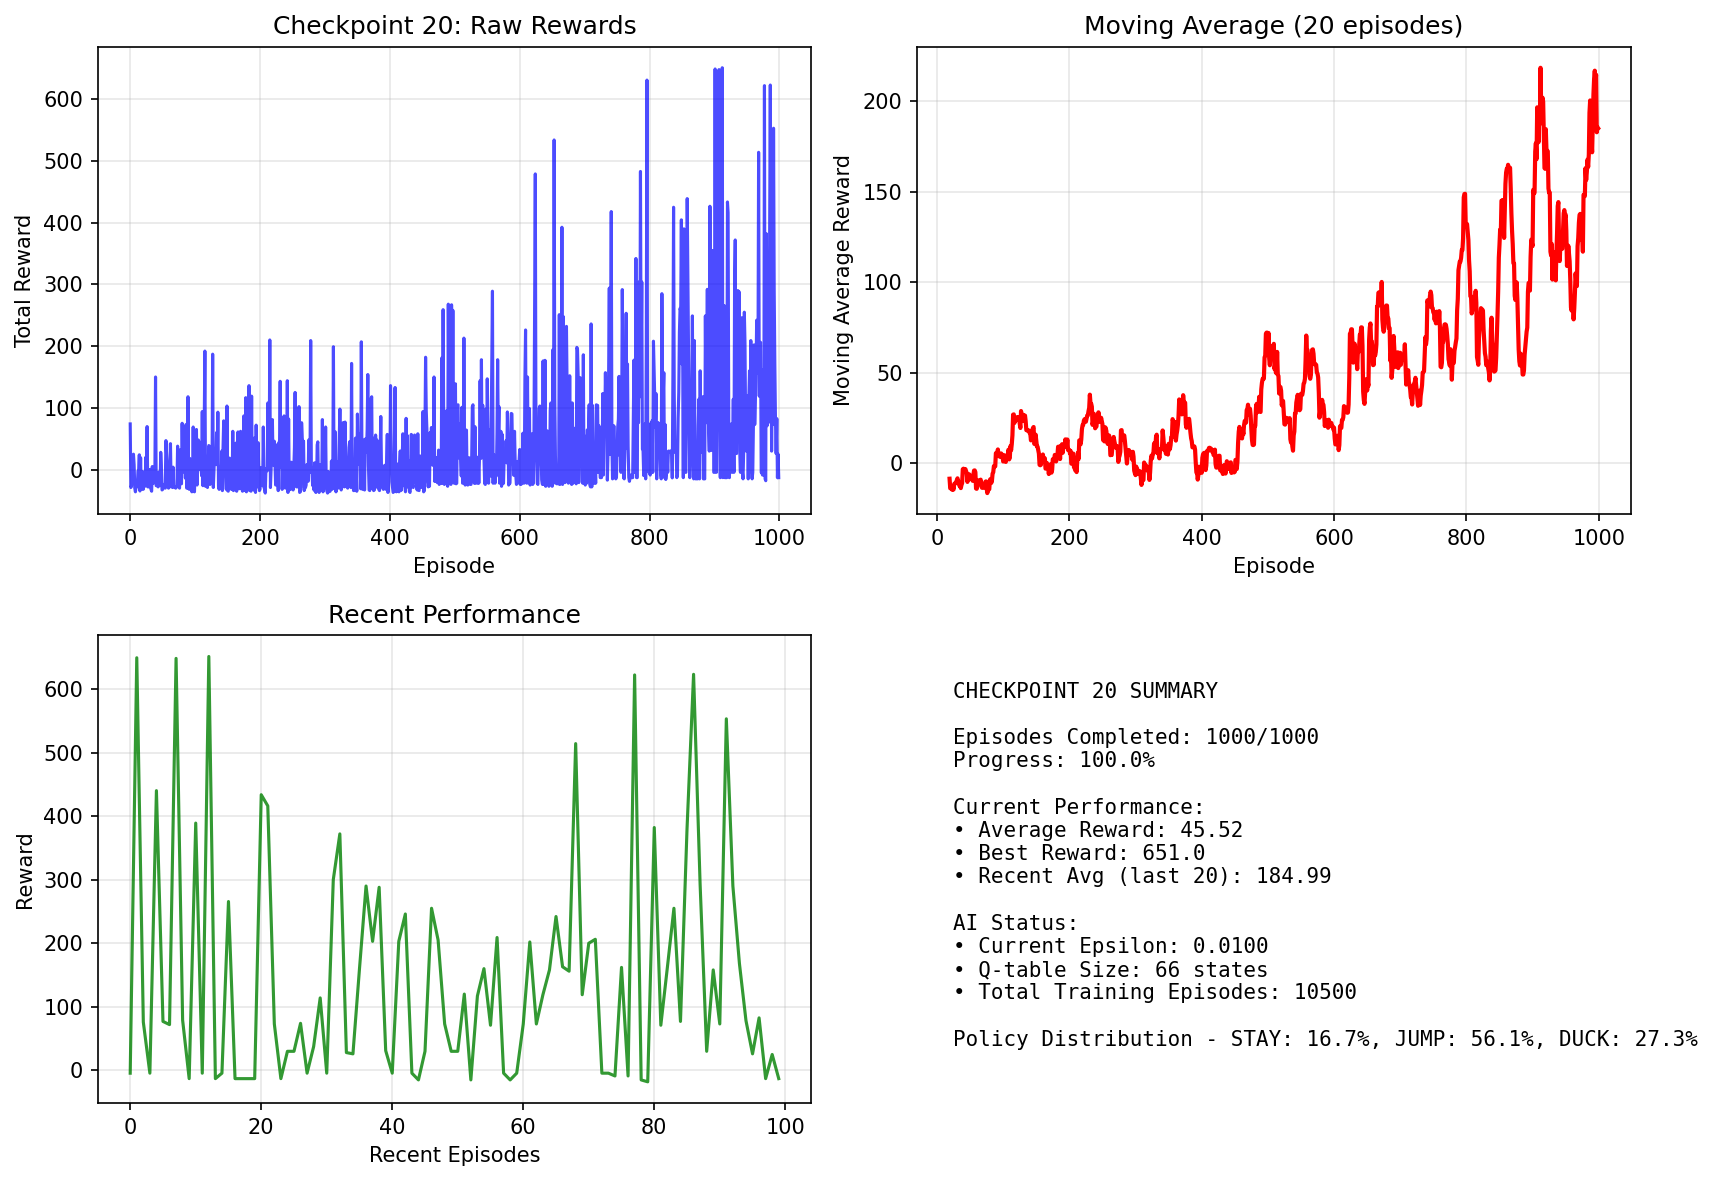 Checkpoint 20: Raw Rewards
Total Reward
600
500
400
300
200
100
0
0 200 400 600 800 1000
Episode
Moving Average (20 episodes)
Moving Average Reward
200
150
100
50
0
0 200 400 600 800 1000
Episode
Recent Performance
Reward
600
500
400
300
200
100
0
0 20 40 60 80 100
Recent Episodes
CHECKPOINT 20 SUMMARY
Episodes Completed: 1000/1000
Progress: 100.0%
Current Performance:
• Average Reward: 45.52
• Best Reward: 651.0
• Recent Avg (last 20): 184.99
AI Status:
• Current Epsilon: 0.0100
• Q-table Size: 66 states
• Total Training Episodes: 10500
Policy Distribution - STAY: 16.7%, JUMP: 56.1%, DUCK: 27.3%